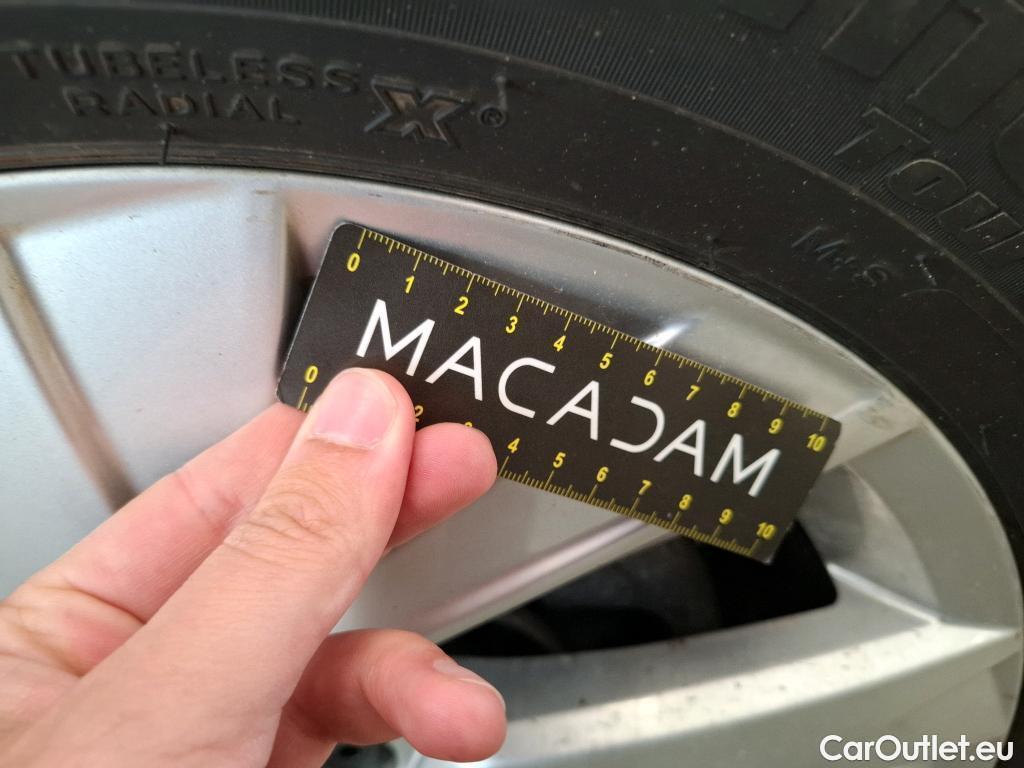 TUBELESS
RADIAL
X®
TOUR
M+S
0 1 2 3 4 5 6 7 8 9 10
MACADAM
0 2 3 4 5 6 7 8 9 10
CarOutlet.eu